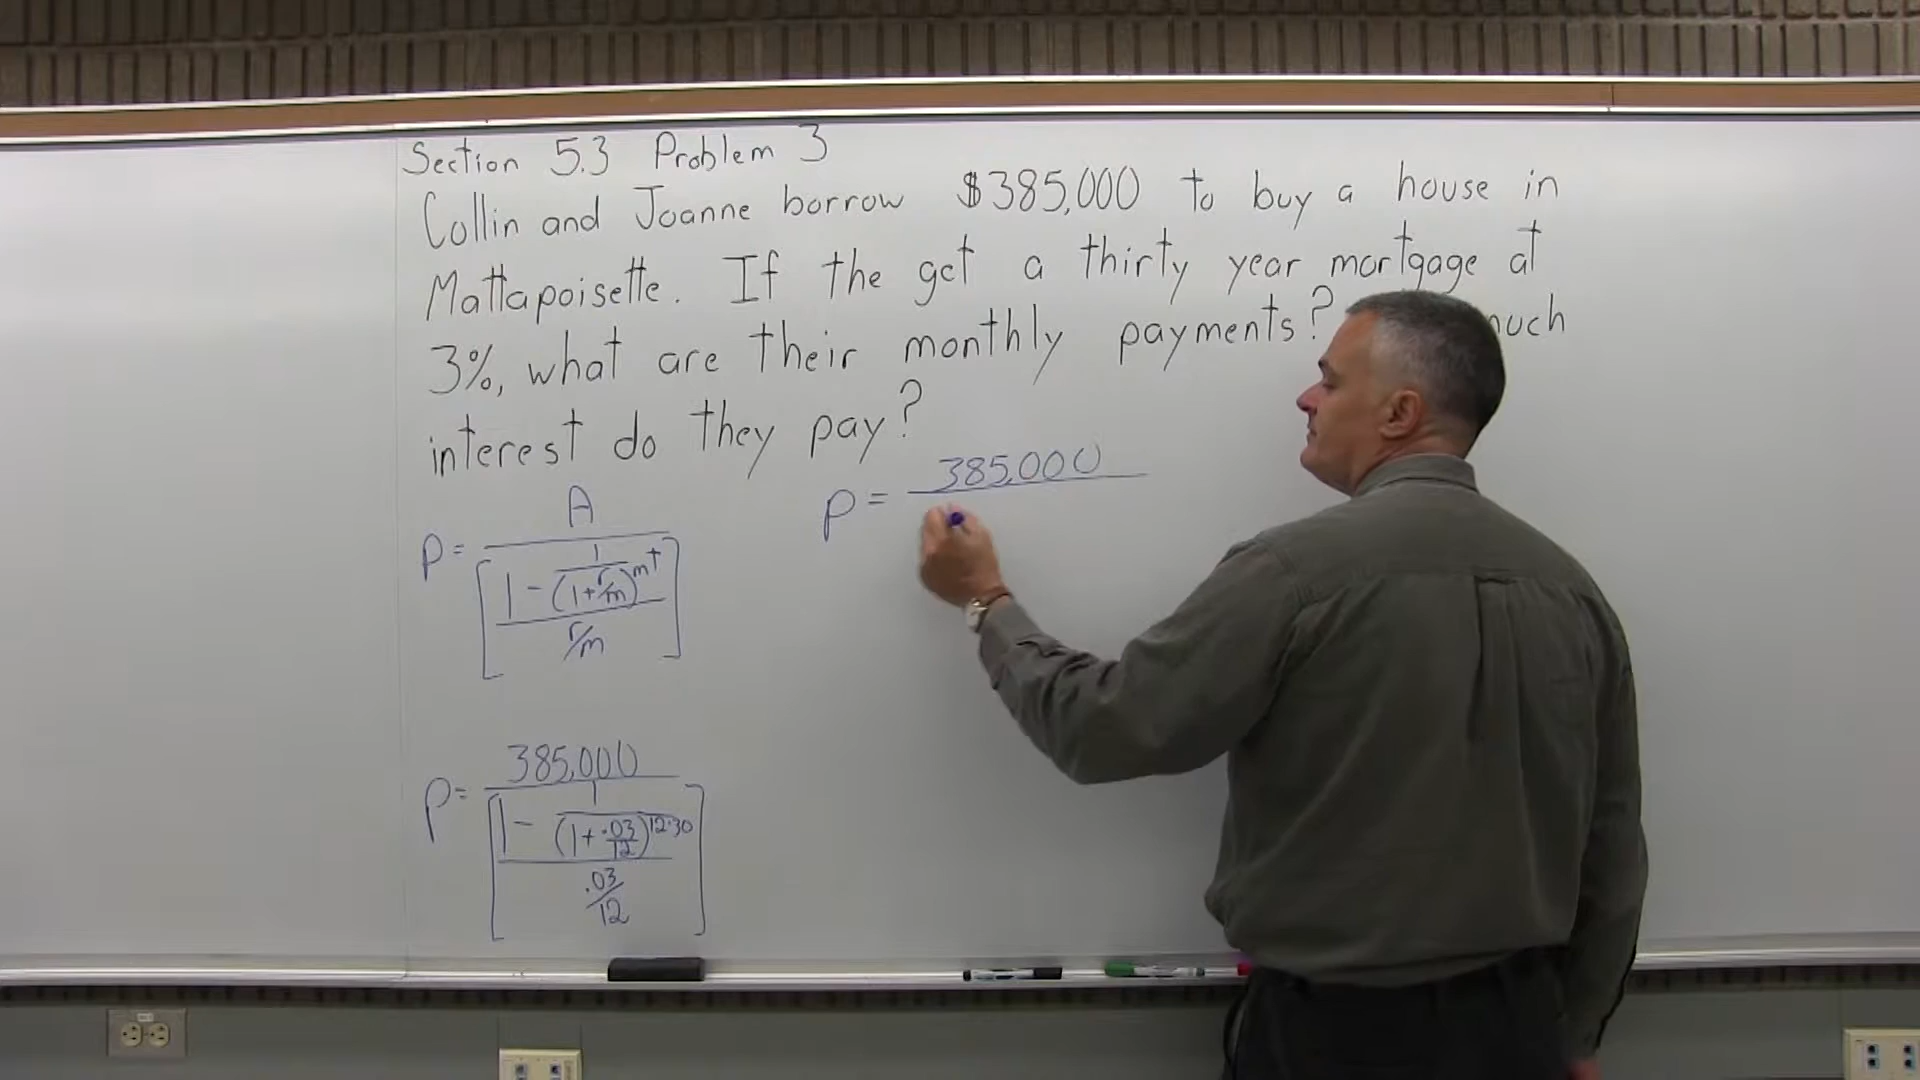 Section 5.3 Problem 3
Collin and Joanne borrow $385,000 to buy a house in
Mattapoisette. If the get a thirty year mortgage at
3%, what are their monthly payments? much
interest do they pay?
P = A
[1 - 1/(1+r/m)^mt
r/m]
P = 385,000
[1 - 1/(1+.03/12)^12·30
.03/12]
P = 385,000